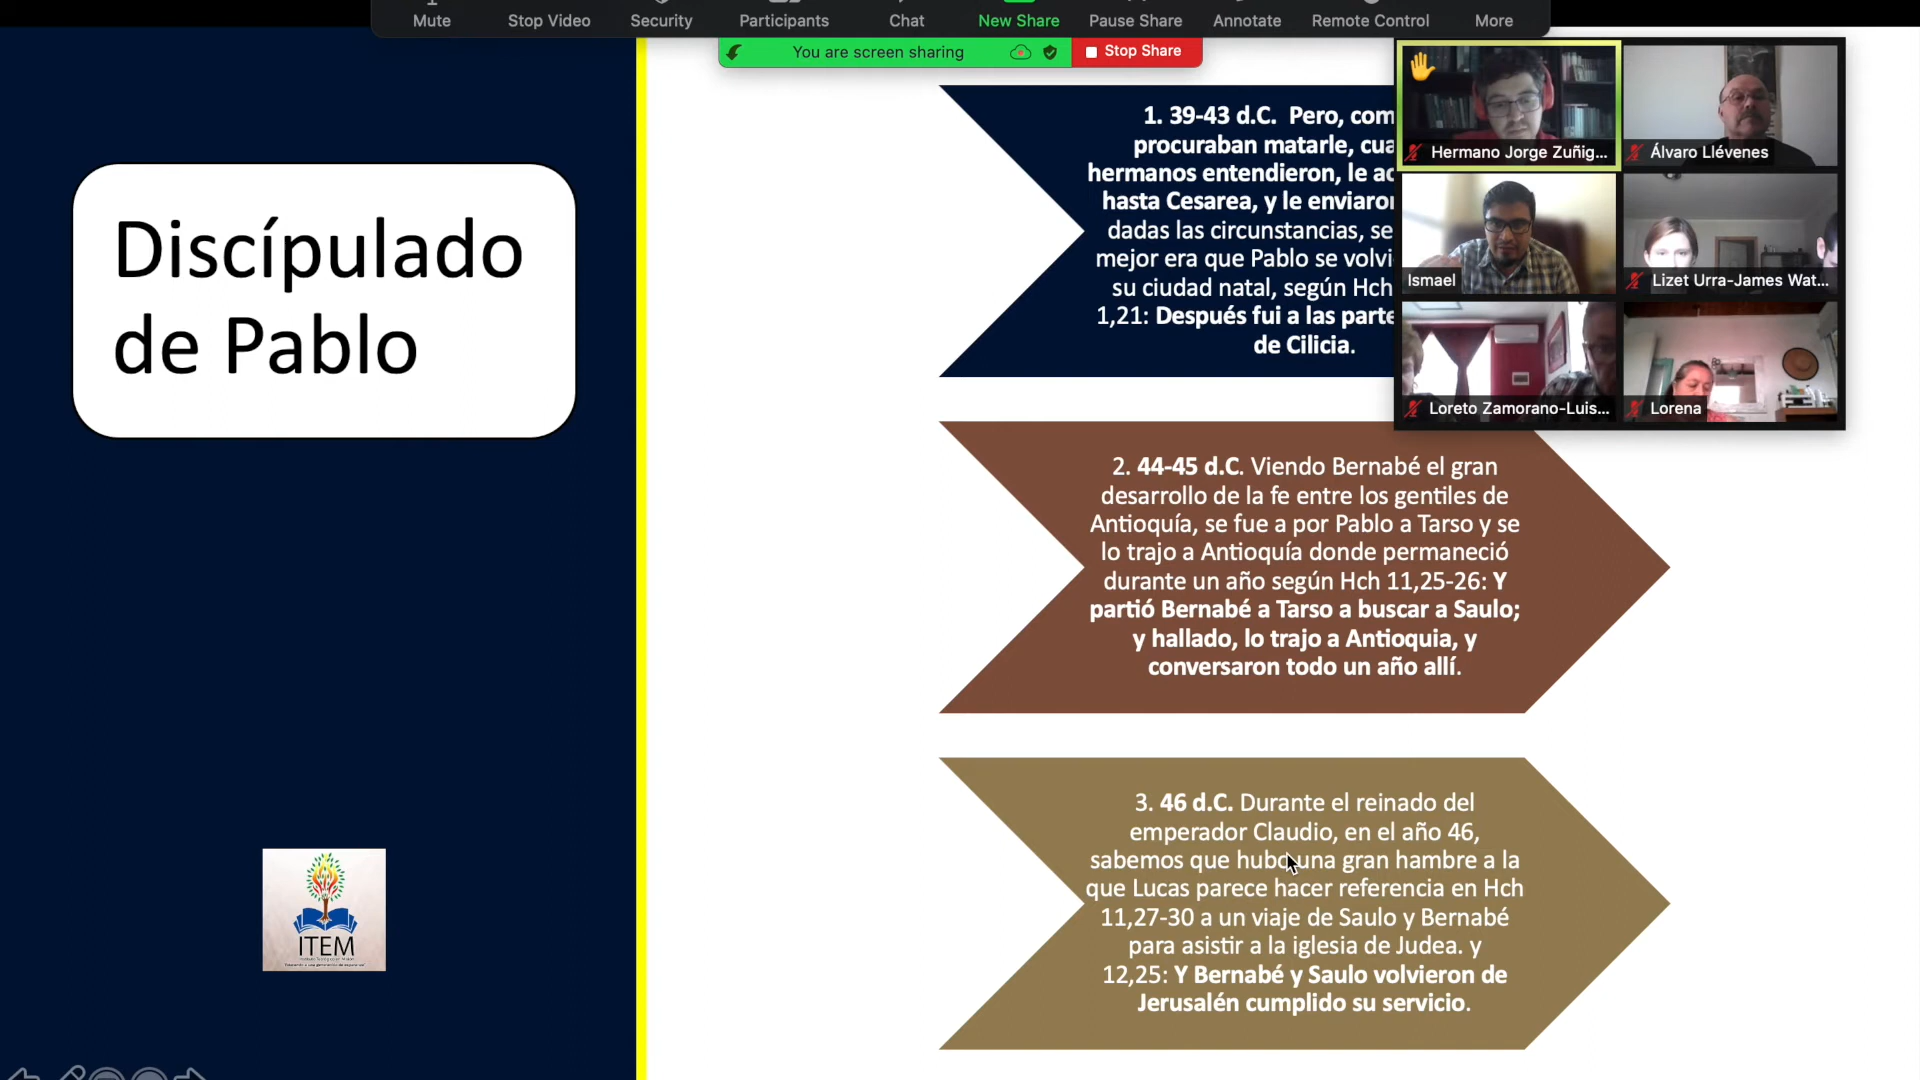 Mute
Stop Video
Security
Participants
Chat
New Share
Pause Share
Annotate
Remote Control
More
You are screen sharing
Stop Share
Discípulado
de Pablo
ITEM
1. 39-43 d.C. Pero, com
procuraban matarle, cua
hermanos entendieron, le ac
hasta Cesarea, y le enviaron
dadas las circunstancias, se
mejor era que Pablo se volvi
su ciudad natal, según Hch
1,21: Después fui a las parte
de Cilicia.
2. 44-45 d.C. Viendo Bernabé el gran
desarrollo de la fe entre los gentiles de
Antioquía, se fue a por Pablo a Tarso y se
lo trajo a Antioquía donde permaneció
durante un año según Hch 11,25-26: Y
partió Bernabé a Tarso a buscar a Saulo;
y hallado, lo trajo a Antioquia, y
conversaron todo un año allí.
3. 46 d.C. Durante el reinado del
emperador Claudio, en el año 46,
sabemos que hubo una gran hambre a la
que Lucas parece hacer referencia en Hch
11,27-30 a un viaje de Saulo y Bernabé
para asistir a la iglesia de Judea. y
12,25: Y Bernabé y Saulo volvieron de
Jerusalén cumplido su servicio.
Hermano Jorge Zuñig...
Álvaro Llévenes
Ismael
Lizet Urra-James Wat...
Loreto Zamorano-Luis...
Lorena